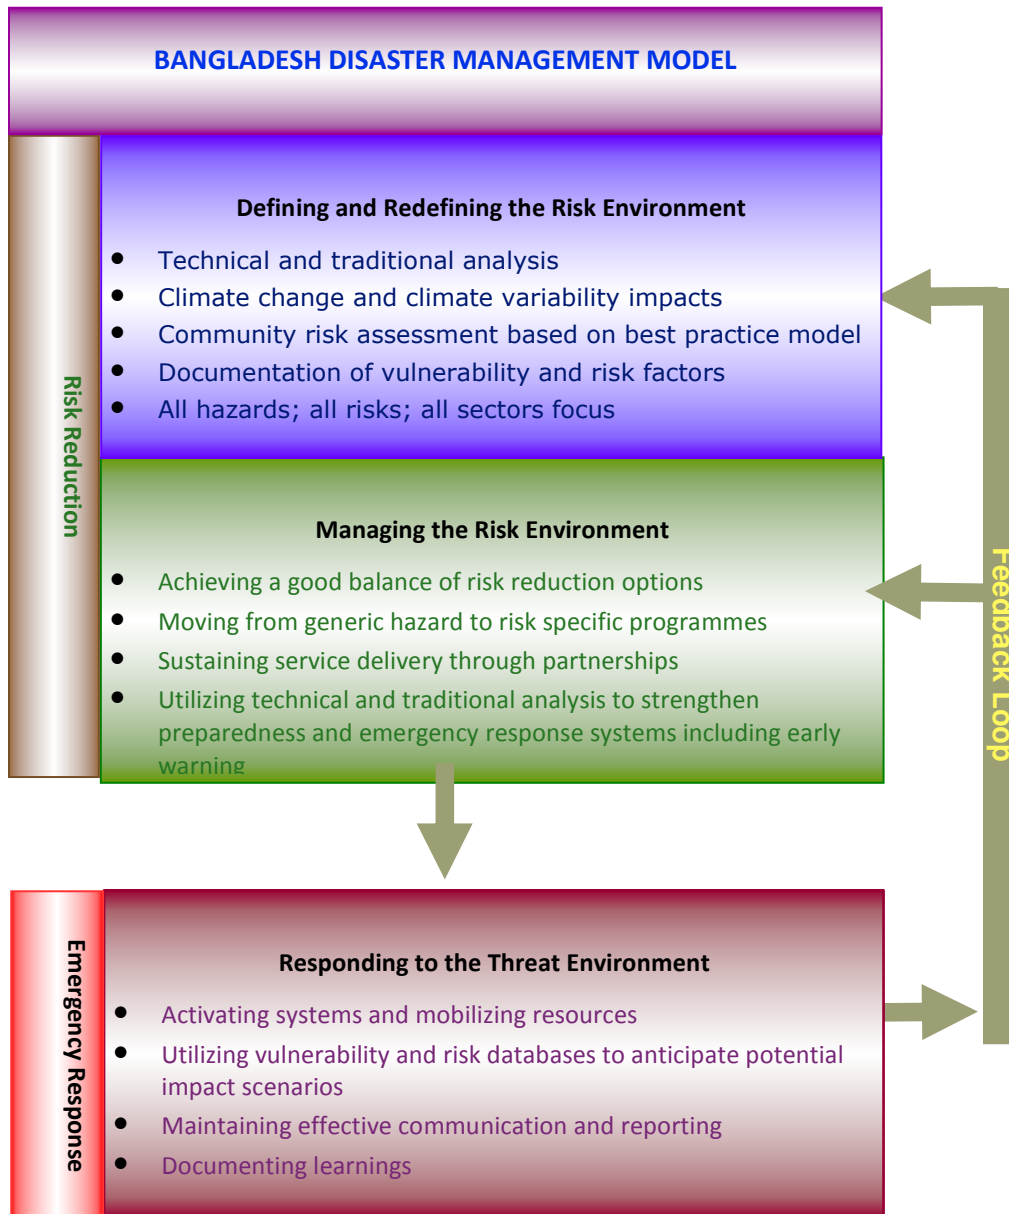 BANGLADESH DISASTER MANAGEMENT MODEL
Risk Reduction
Defining and Redefining the Risk Environment
• Technical and traditional analysis
• Climate change and climate variability impacts
• Community risk assessment based on best practice model
• Documentation of vulnerability and risk factors
• All hazards; all risks; all sectors focus
Managing the Risk Environment
• Achieving a good balance of risk reduction options
• Moving from generic hazard to risk specific programmes
• Sustaining service delivery through partnerships
• Utilizing technical and traditional analysis to strengthen
preparedness and emergency response systems including early
warning
Feedback Loop
Emergency Response
Responding to the Threat Environment
• Activating systems and mobilizing resources
• Utilizing vulnerability and risk databases to anticipate potential
impact scenarios
• Maintaining effective communication and reporting
• Documenting learnings